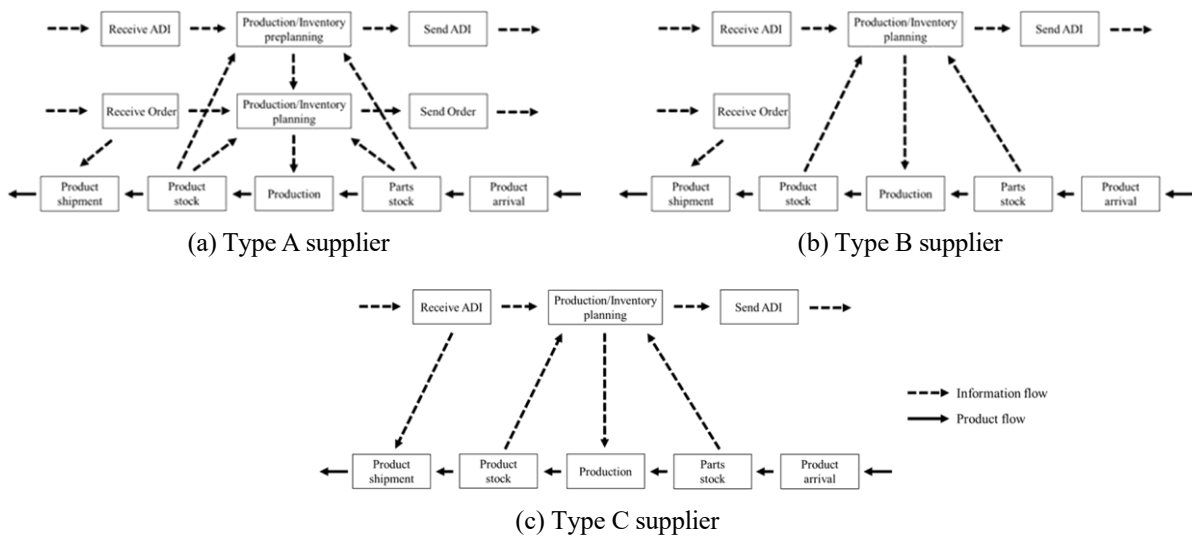 Receive ADI
Production/Inventory
preplanning
Send ADI
Receive Order
Production/Inventory
planning
Send Order
Product
shipment
Product
stock
Production
Parts
stock
Product
arrival
(a) Type A supplier
Receive ADI
Production/Inventory
planning
Send ADI
Receive Order
Product
shipment
Product
stock
Production
Parts
stock
Product
arrival
(b) Type B supplier
Receive ADI
Production/Inventory
planning
Send ADI
Information flow
Product flow
Product
shipment
Product
stock
Production
Parts
stock
Product
arrival
(c) Type C supplier